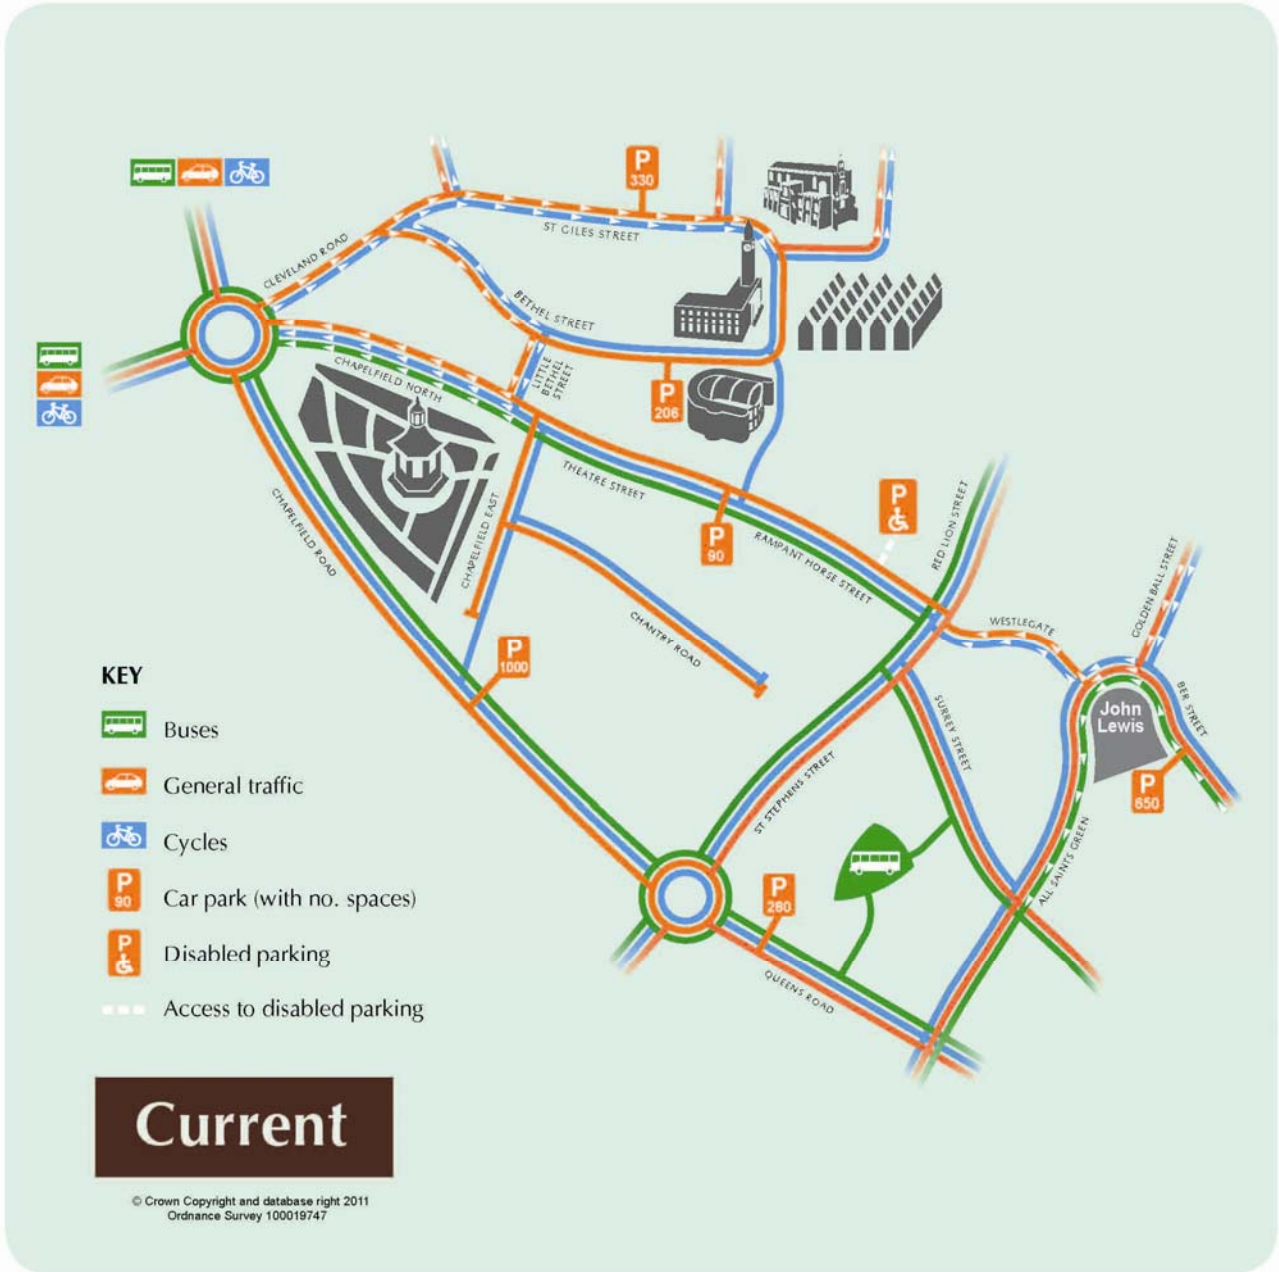 P
330
ST GILES STREET
CLEVELAND ROAD
BETHEL STREET
LITTLE
BETHEL
STREET
CHAPELFIELD NORTH
P
206
THEATRE STREET
P
90
P
RAMPANT HORSE STREET
RED LION STREET
CHAPELFIELD ROAD
CHAPELFIELD EAST
CHANTRY ROAD
WESTLEGATE
GOLDEN BALL STREET
BER STREET
John
Lewis
P
1000
P
650
SURREY STREET
ST STEPHENS STREET
ALL SAINTS GREEN
P
260
QUEENS ROAD
KEY
Buses
General traffic
Cycles
P
90
Car park (with no. spaces)
P
Disabled parking
Access to disabled parking
Current
© Crown Copyright and database right 2011
Ordnance Survey 100019747